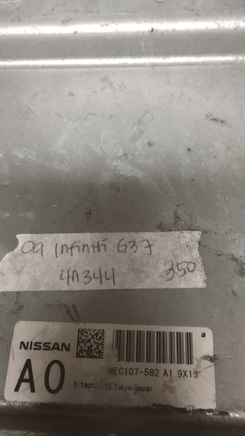 09 Infiniti G37
4A344 350
NISSAN
MEC107-582 A1 9X13
A0
Hitachi Tokyo Japan